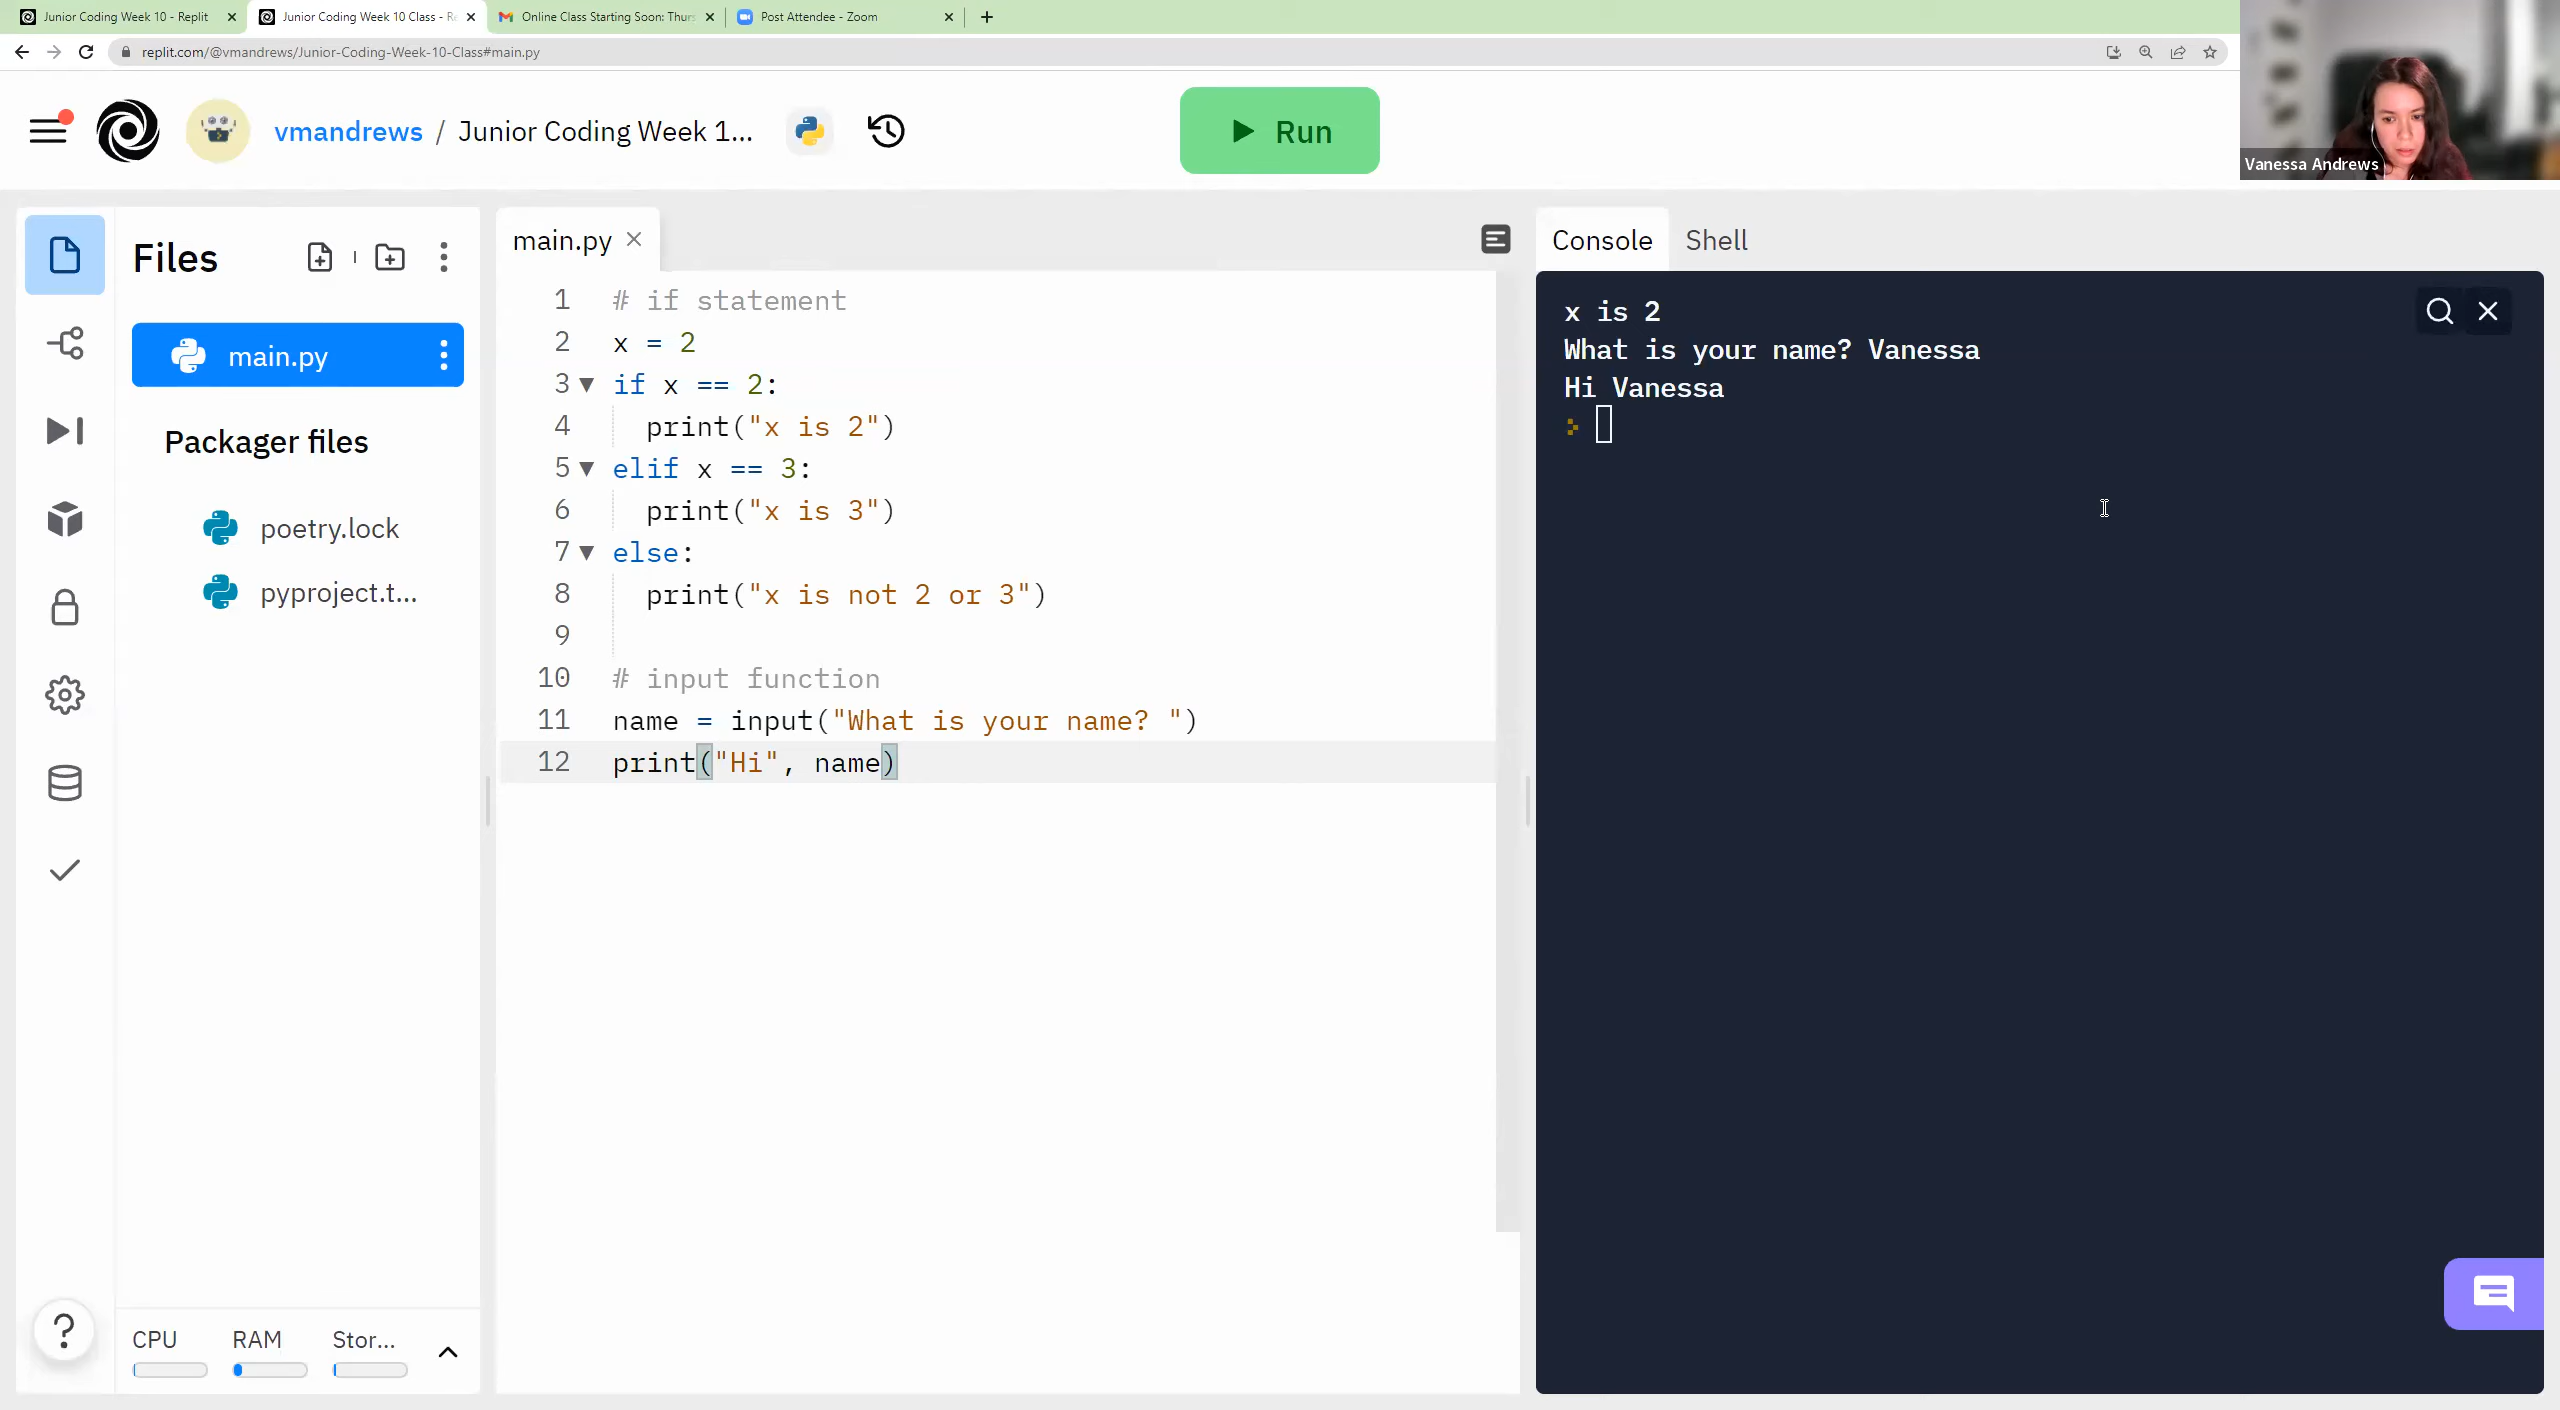 Junior Coding Week 10 - Replit
Junior Coding Week 10 Class - Re
Online Class Starting Soon: Thurs
Post Attendee - Zoom
replit.com/@vmandrews/Junior-Coding-Week-10-Class#main.py
vmandrews / Junior Coding Week 1...
Run
Vanessa Andrews
Files
main.py
Packager files
poetry.lock
pyproject.t...
CPU
RAM
Stor...
main.py
1 # if statement
2 x = 2
3 if x == 2:
4 print("x is 2")
5 elif x == 3:
6 print("x is 3")
7 else:
8 print("x is not 2 or 3")
9
10 # input function
11 name = input("What is your name? ")
12 print("Hi", name)
Console
Shell
x is 2
What is your name? Vanessa
Hi Vanessa